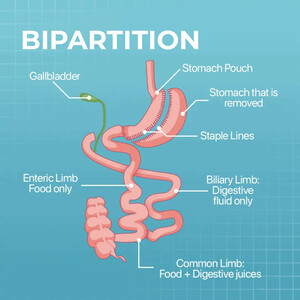 BIPARTITION
Gallbladder
Stomach Pouch
Stomach that is
removed
Staple Lines
Enteric Limb
Food only
Biliary Limb:
Digestive
fluid only
Common Limb:
Food + Digestive juices